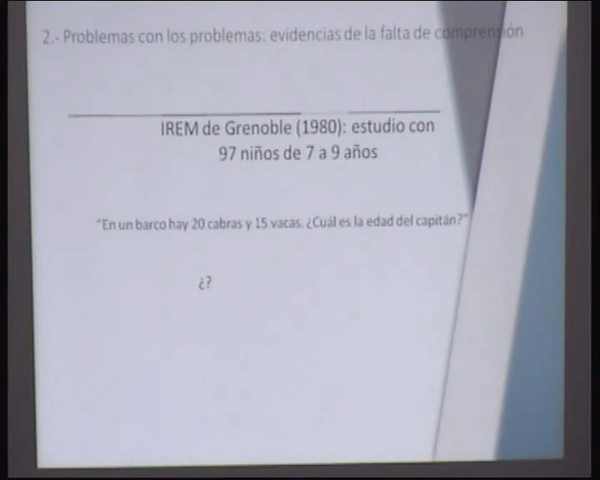 2.- Problemas con los problemas: evidencias de la falta de comprensión
IREM de Grenoble (1980): estudio con
97 niños de 7 a 9 años
"En un barco hay 20 cabras y 15 vacas. ¿Cuál es la edad del capitán?"
¿?